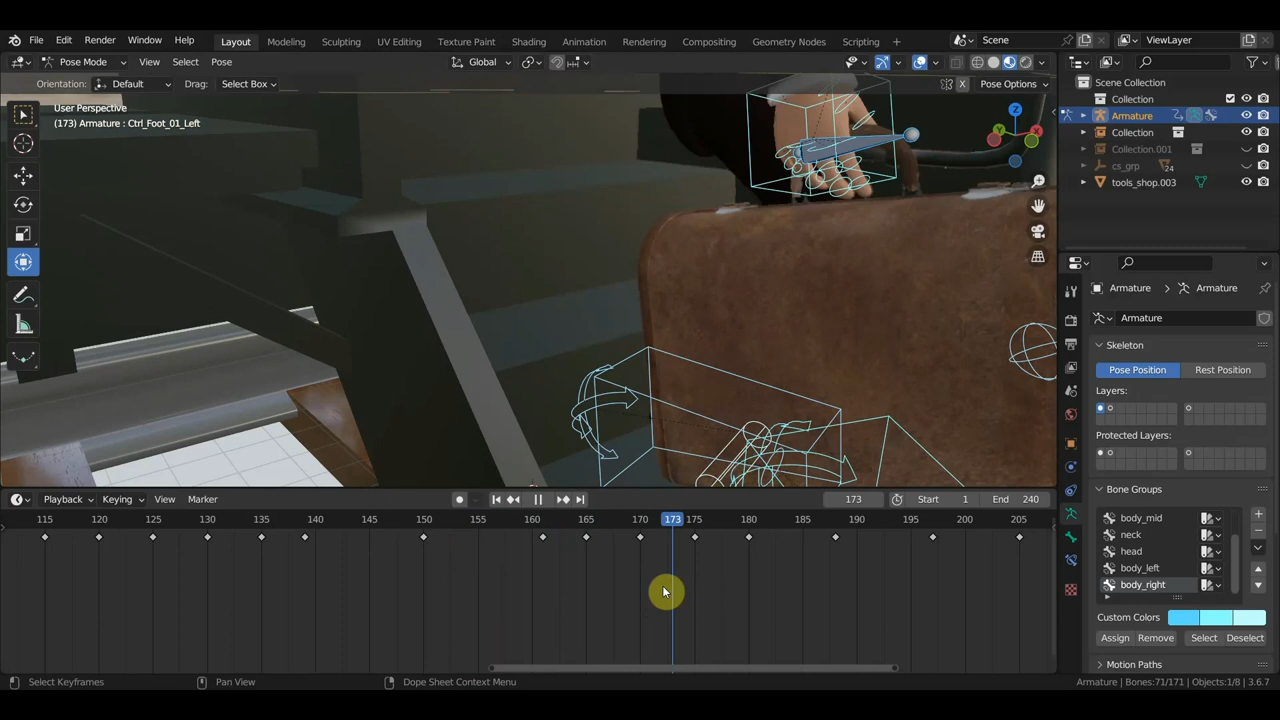 File Edit Render Window Help Layout Modeling Sculpting UV Editing Texture Paint Shading Animation Rendering Compositing Geometry Nodes Scripting + Scene ViewLayer
Pose Mode View Select Pose Global
Orientation: Default Drag: Select Box X Pose Options
User Perspective
(173) Armature : Ctrl_Foot_01_Left
Z
Y
X
Scene Collection
Collection
Armature
Collection
Collection.001
cs_grp 24
tools_shop.003
Armature > Armature
Armature
Skeleton
Pose Position Rest Position
Layers:
Protected Layers:
Bone Groups
body_mid
neck
head
body_left
body_right
Custom Colors
Assign Remove Select Deselect
Motion Paths
Playback Keying View Marker 173 Start 1 End 240
115 120 125 130 135 140 145 150 155 160 165 170 173 175 180 185 190 195 200 205
Select Keyframes Pan View Dope Sheet Context Menu Armature | Bones:71/171 | Objects:1/8 | 3.6.7